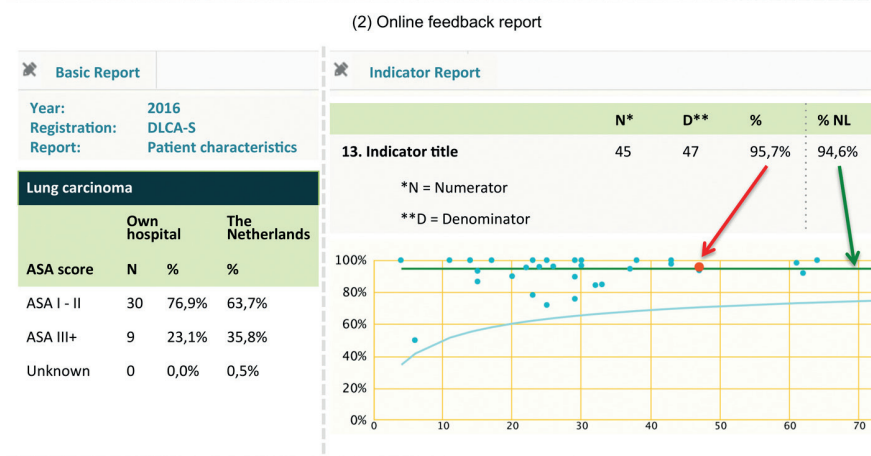 (2) Online feedback report
Basic Report
Year: 2016
Registration: DLCA-S
Report: Patient characteristics
Lung carcinoma
Own hospital The Netherlands
ASA score N % %
ASA I - II 30 76,9% 63,7%
ASA III+ 9 23,1% 35,8%
Unknown 0 0,0% 0,5%
Indicator Report
N* D** % % NL
13. Indicator title 45 47 95,7% 94,6%
*N = Numerator
**D = Denominator
100%
80%
60%
40%
20%
0%
0 10 20 30 40 50 60 70